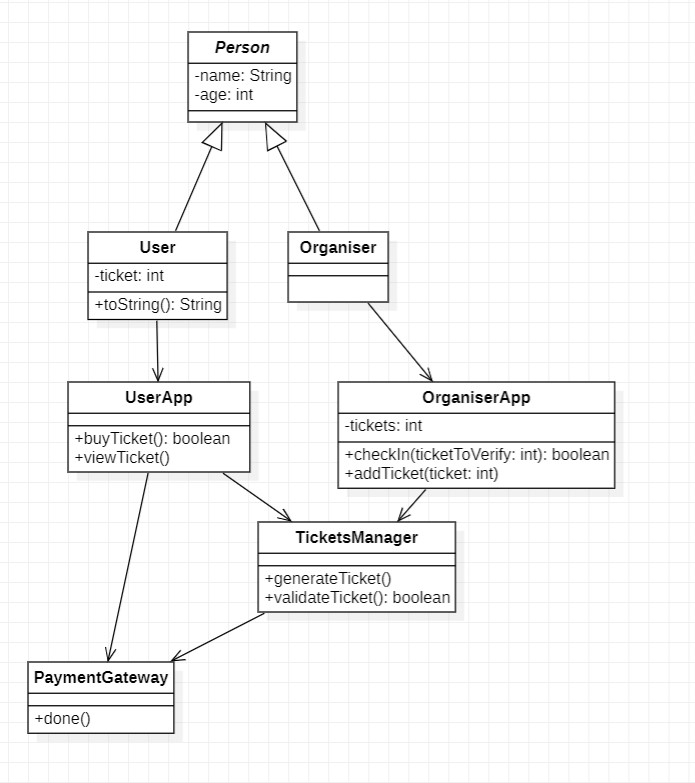 Person
-name: String
-age: int
User
-ticket: int
+toString(): String
Organiser
UserApp
+buyTicket(): boolean
+viewTicket()
OrganiserApp
-tickets: int
+checkIn(ticketToVerify: int): boolean
+addTicket(ticket: int)
TicketsManager
+generateTicket()
+validateTicket(): boolean
PaymentGateway
+done()